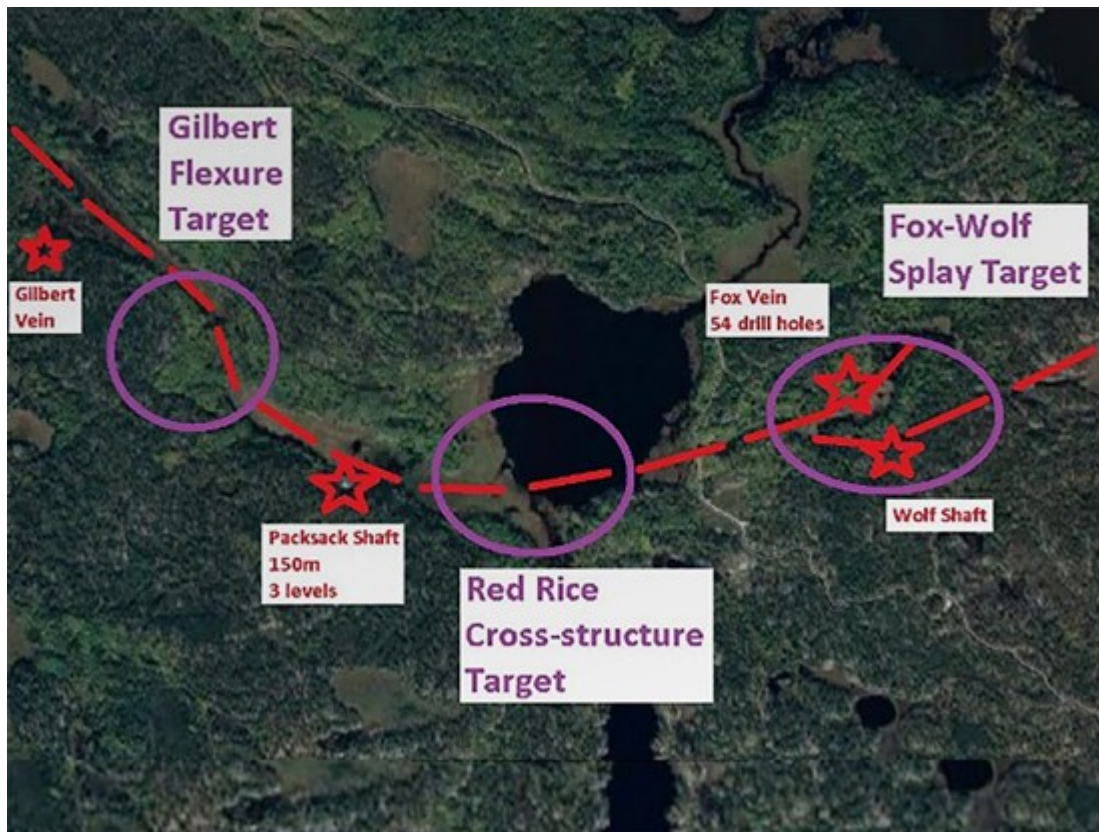 Gilbert
Flexure
Target
Gilbert
Vein
Packsack Shaft
150m
3 levels
Red Rice
Cross-structure
Target
Fox Vein
54 drill holes
Fox-Wolf
Splay Target
Wolf Shaft